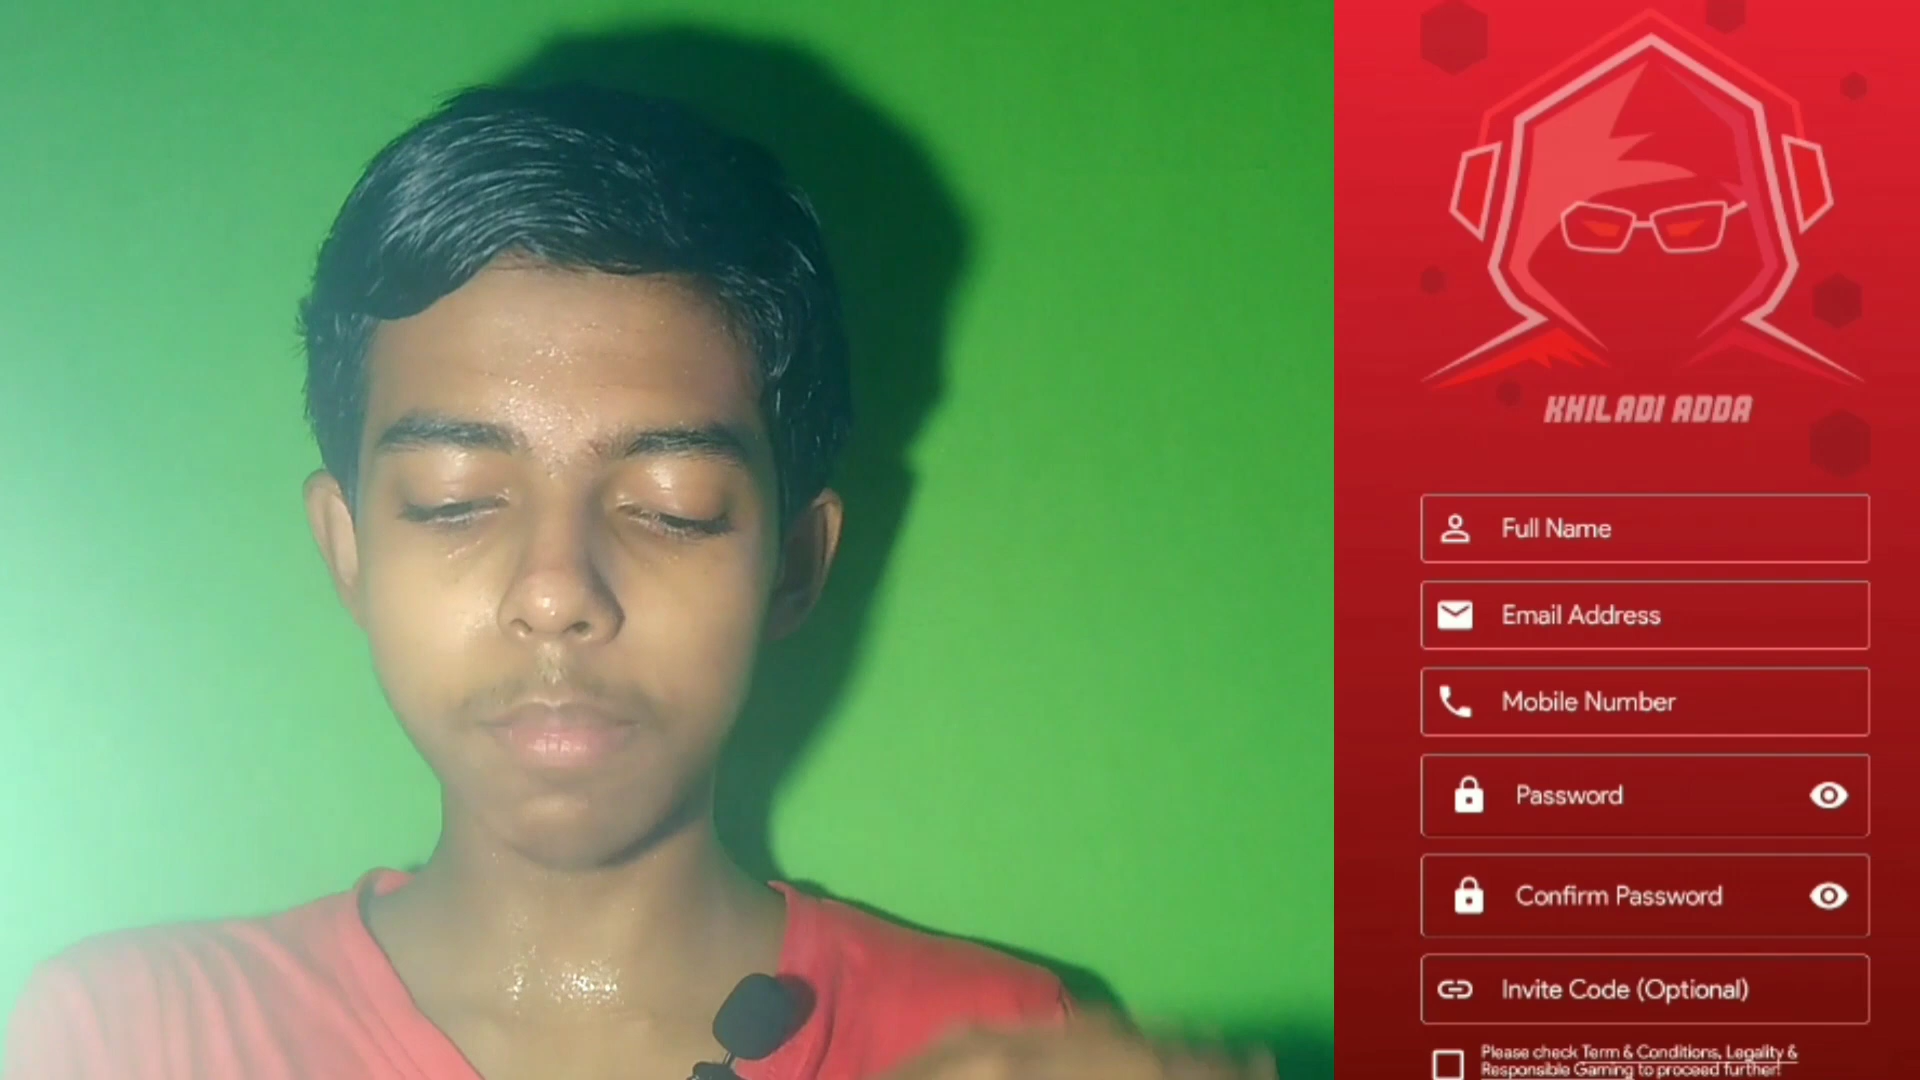 KHILADI ADDA
Full Name
Email Address
Mobile Number
Password
Confirm Password
Invite Code (Optional)
Please check Term & Conditions, Legality &
Responsible Gaming to proceed further!